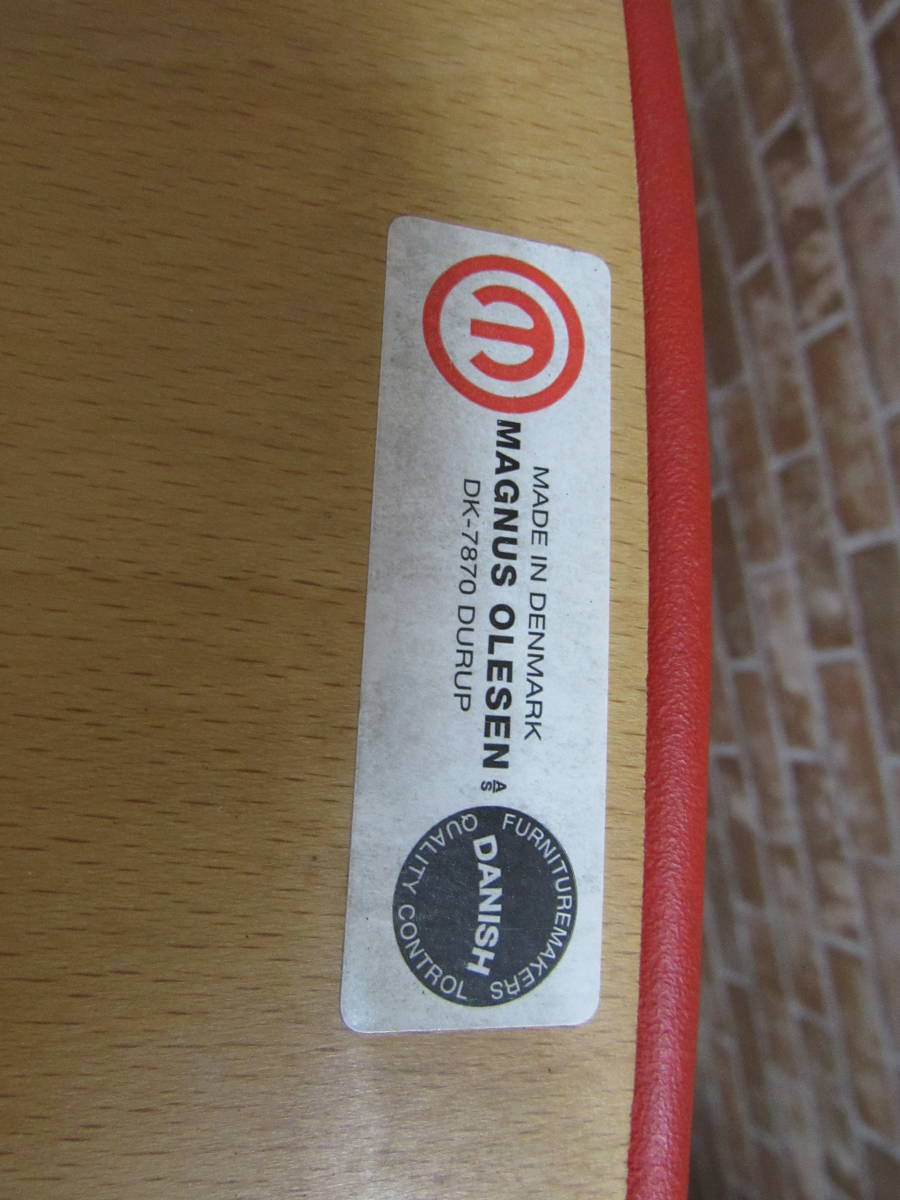 MADE IN DENMARK
MAGNUS OLESEN A/S
DK-7870 DURUP
FURNITUREMAKERS
DANISH
QUALITY CONTROL